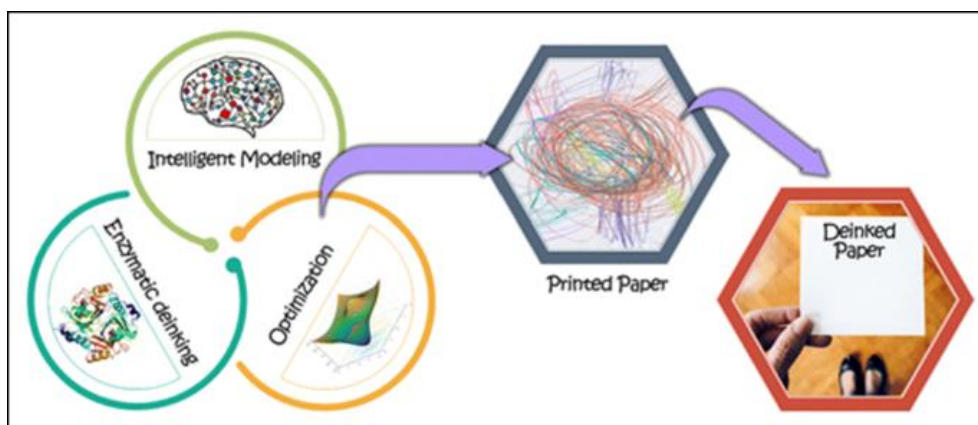 Intelligent Modeling
Enzymatic deinking
Optimization
Printed Paper
Deinked
Paper